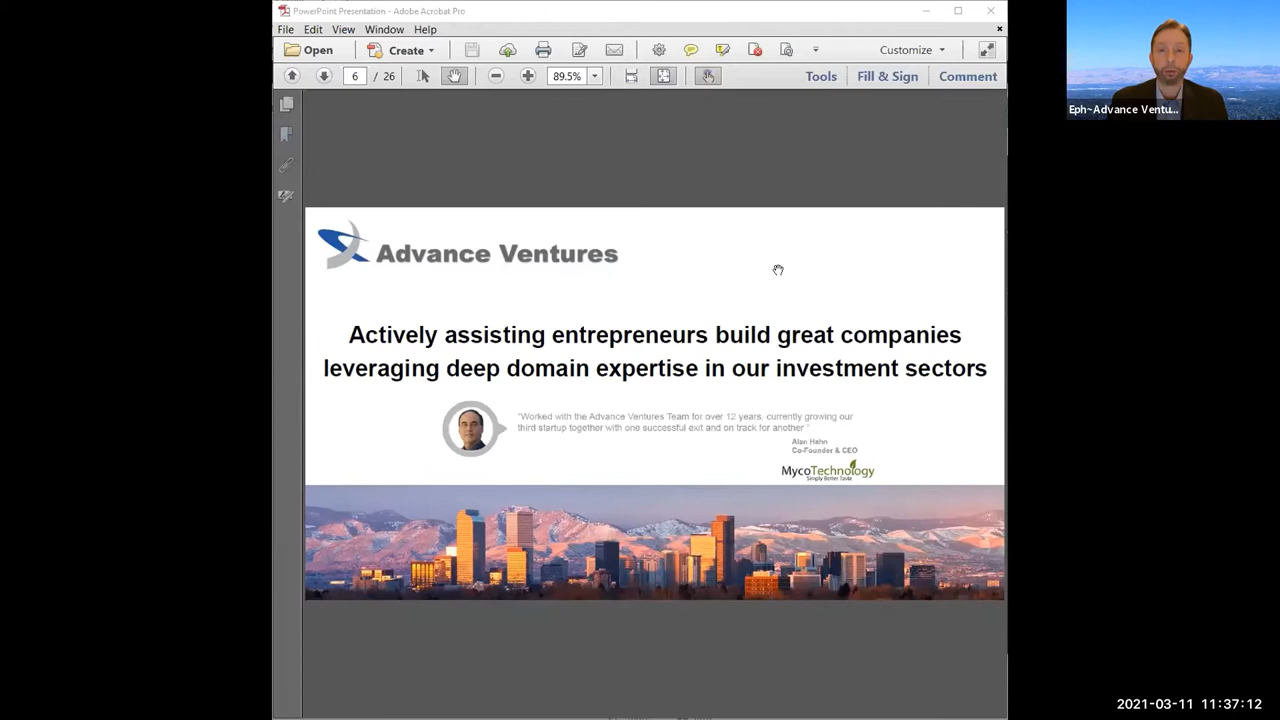 PowerPoint Presentation - Adobe Acrobat Pro
File Edit View Window Help
Open Create Customize
6 / 26 89.5% Tools Fill & Sign Comment
Eph~Advance Ventu...
Advance Ventures
Actively assisting entrepreneurs build great companies
leveraging deep domain expertise in our investment sectors
"Worked with the Advance Ventures Team for over 12 years, currently growing our
third startup together with one successful exit and on track for another "
Alan Hahn
Co-Founder & CEO
MycoTechnology
Simply Better Taste
2021-03-11 11:37:12